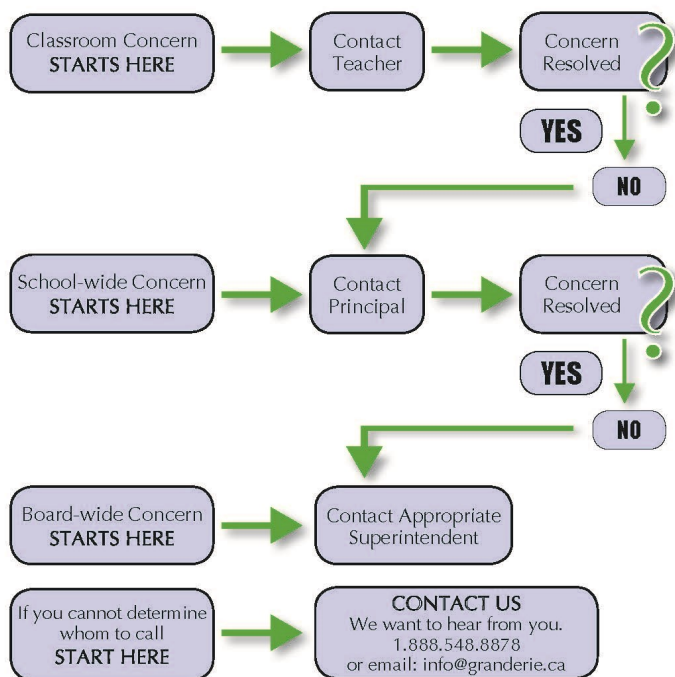 Classroom Concern
STARTS HERE
Contact
Teacher
Concern
Resolved
?
YES
NO
School-wide Concern
STARTS HERE
Contact
Principal
Concern
Resolved
?
YES
NO
Board-wide Concern
STARTS HERE
Contact Appropriate
Superintendent
If you cannot determine
whom to call
START HERE
CONTACT US
We want to hear from you.
1.888.548.8878
or email: info@granderie.ca